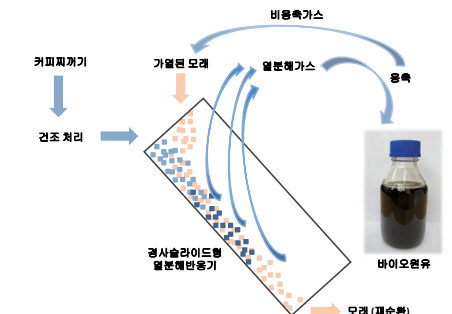 비응축가스
커피찌꺼기
가열된 모래
열분해가스
응축
건조 처리
경사슬라이드형
열분해반응기
바이오원유
모래 (재순환)